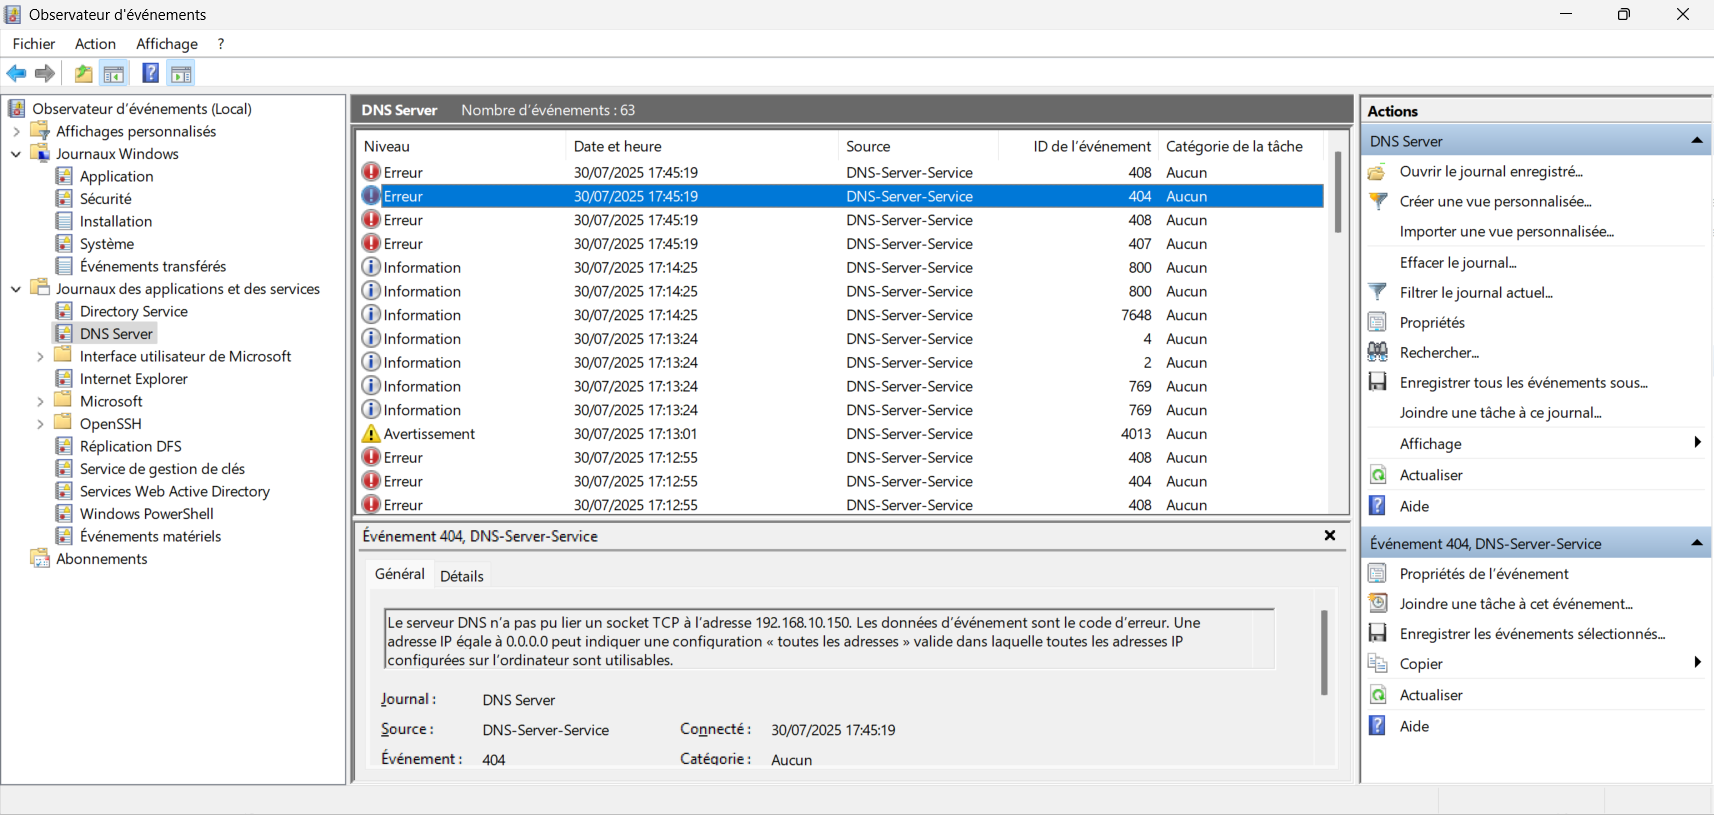 Observateur d'événements
Fichier Action Affichage ?
Observateur d'événements (Local)
Affichages personnalisés
Journaux Windows
Application
Sécurité
Installation
Système
Événements transférés
Journaux des applications et des services
Directory Service
DNS Server
Interface utilisateur de Microsoft
Internet Explorer
Microsoft
OpenSSH
Réplication DFS
Service de gestion de clés
Services Web Active Directory
Windows PowerShell
Événements matériels
Abonnements
DNS Server Nombre d'événements : 63
Niveau Date et heure Source ID de l'événement Catégorie de la tâche
Erreur 30/07/2025 17:45:19 DNS-Server-Service 408 Aucun
Erreur 30/07/2025 17:45:19 DNS-Server-Service 404 Aucun
Erreur 30/07/2025 17:45:19 DNS-Server-Service 408 Aucun
Erreur 30/07/2025 17:45:19 DNS-Server-Service 407 Aucun
Information 30/07/2025 17:14:25 DNS-Server-Service 800 Aucun
Information 30/07/2025 17:14:25 DNS-Server-Service 800 Aucun
Information 30/07/2025 17:14:25 DNS-Server-Service 7648 Aucun
Information 30/07/2025 17:13:24 DNS-Server-Service 4 Aucun
Information 30/07/2025 17:13:24 DNS-Server-Service 2 Aucun
Information 30/07/2025 17:13:24 DNS-Server-Service 769 Aucun
Information 30/07/2025 17:13:24 DNS-Server-Service 769 Aucun
Avertissement 30/07/2025 17:13:01 DNS-Server-Service 4013 Aucun
Erreur 30/07/2025 17:12:55 DNS-Server-Service 408 Aucun
Erreur 30/07/2025 17:12:55 DNS-Server-Service 404 Aucun
Erreur 30/07/2025 17:12:55 DNS-Server-Service 408 Aucun
Événement 404, DNS-Server-Service
Général Détails
Le serveur DNS n'a pas pu lier un socket TCP à l'adresse 192.168.10.150. Les données d'événement sont le code d'erreur. Une
adresse IP égale à 0.0.0.0 peut indiquer une configuration « toutes les adresses » valide dans laquelle toutes les adresses IP
configurées sur l'ordinateur sont utilisables.
Journal : DNS Server
Source : DNS-Server-Service Connecté : 30/07/2025 17:45:19
Événement : 404 Catégorie : Aucun
Actions
DNS Server
Ouvrir le journal enregistré...
Créer une vue personnalisée...
Importer une vue personnalisée...
Effacer le journal...
Filtrer le journal actuel...
Propriétés
Rechercher...
Enregistrer tous les événements sous...
Joindre une tâche à ce journal...
Affichage
Actualiser
Aide
Événement 404, DNS-Server-Service
Propriétés de l'événement
Joindre une tâche à cet événement...
Enregistrer les événements sélectionnés...
Copier
Actualiser
Aide